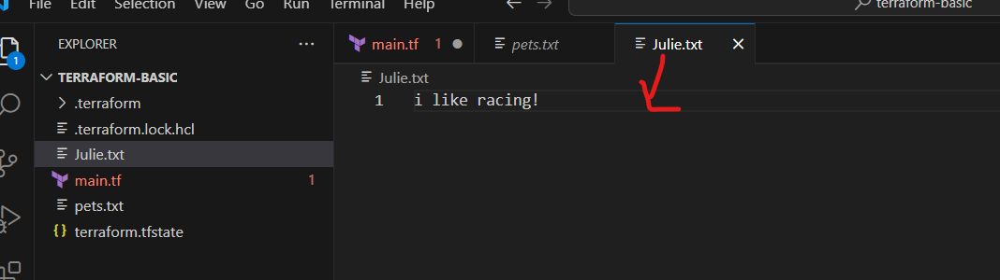 File Edit Selection View Go Run Terminal Help
terraform-basic
EXPLORER
main.tf 1
pets.txt
Julie.txt
1
TERRAFORM-BASIC
.terraform
.terraform.lock.hcl
Julie.txt
main.tf 1
pets.txt
{} terraform.tfstate
Julie.txt
1 i like racing!